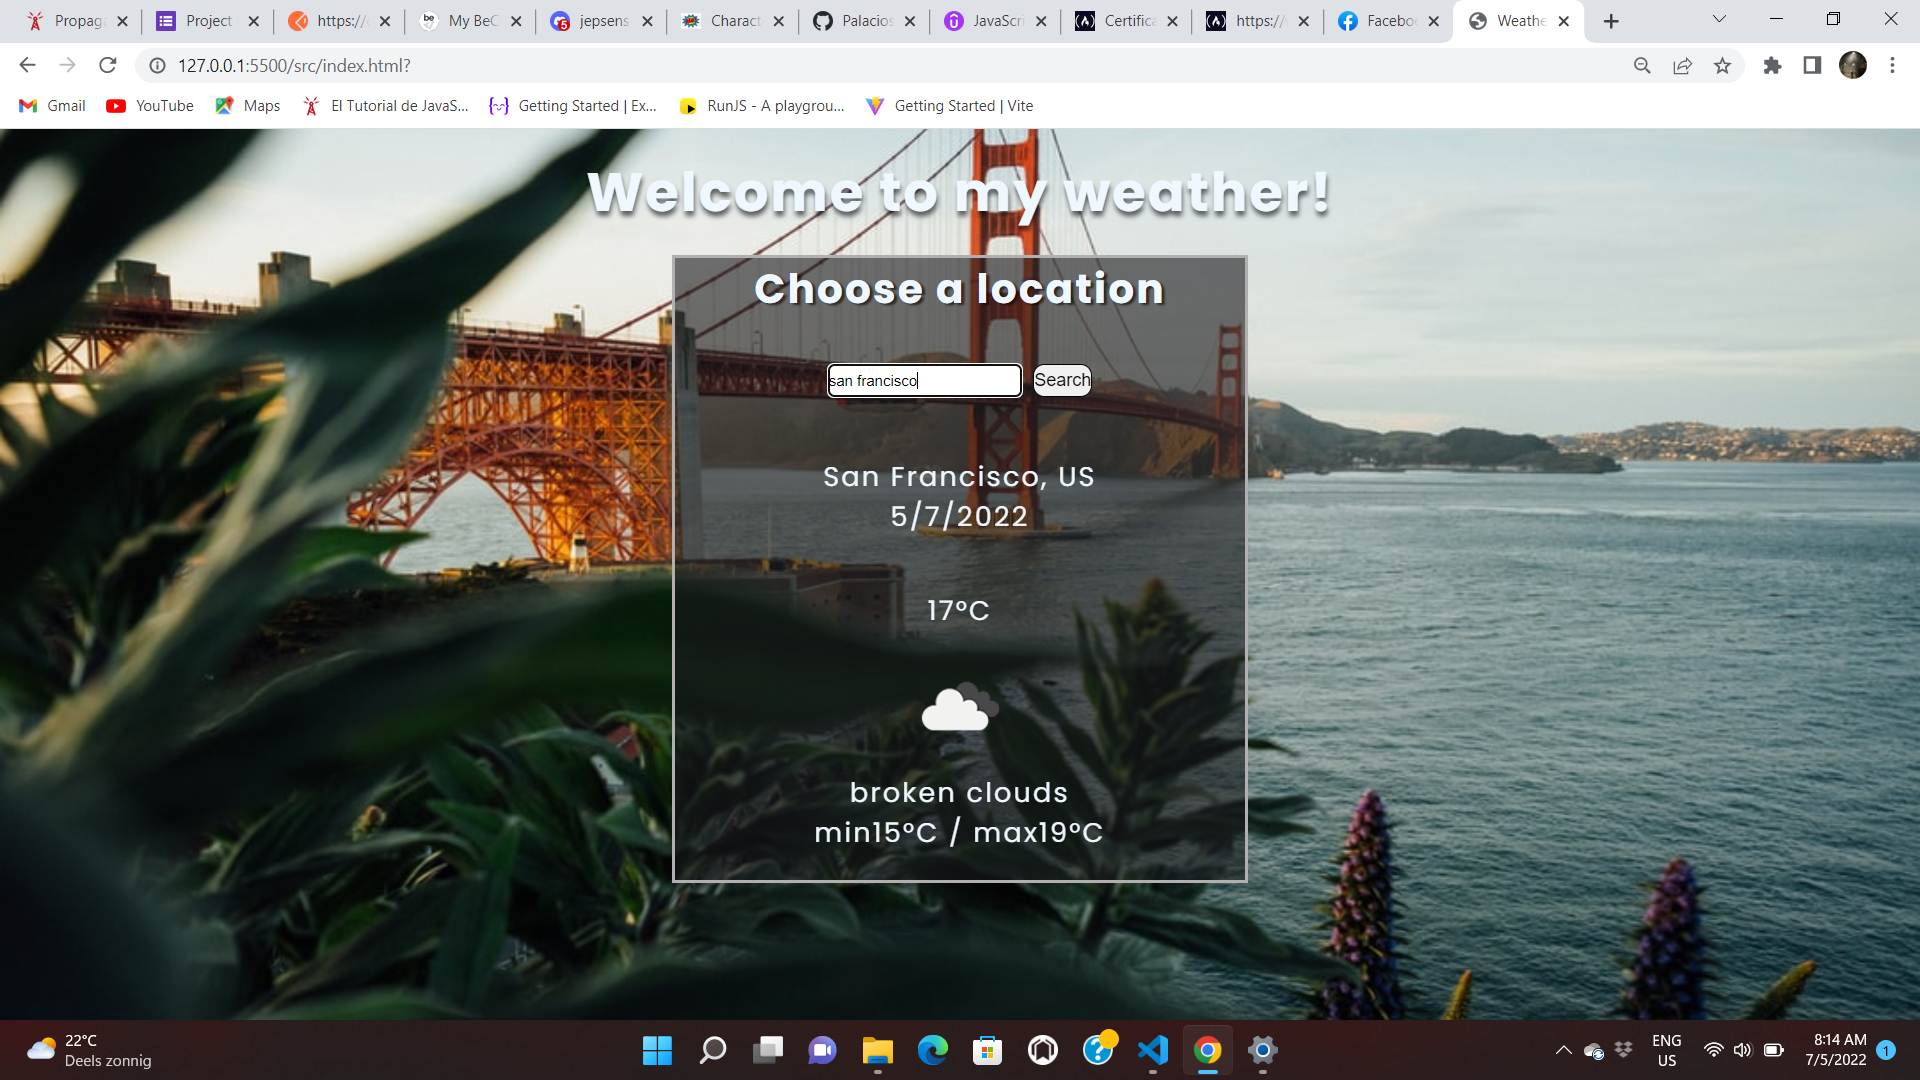 Propag
Project
https://
My BeC
jepsens
Charact
Palacios
JavaScri
Certifica
https://
Faceboo
Weathe
127.0.0.1:5500/src/index.html?
Gmail
YouTube
Maps
El Tutorial de JavaS...
Getting Started | Ex...
RunJS - A playgrou...
Getting Started | Vite
Welcome to my weather!
Choose a location
san francisco
Search
San Francisco, US
5/7/2022
17°C
broken clouds
min15°C / max19°C
22°C
Deels zonnig
ENG
US
8:14 AM
7/5/2022
1